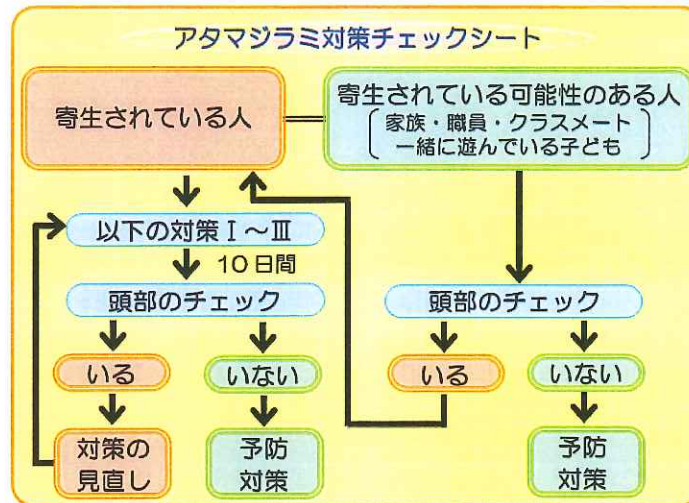 アタマジラミ対策チェックシート
寄生されている人
寄生されている可能性のある人
家族・職員・クラスメート
一緒に遊んでいる子ども
以下の対策Ⅰ~Ⅲ
10日間
頭部のチェック
頭部のチェック
いる
いない
いる
いない
対策の
見直し
予防
対策
予防
対策